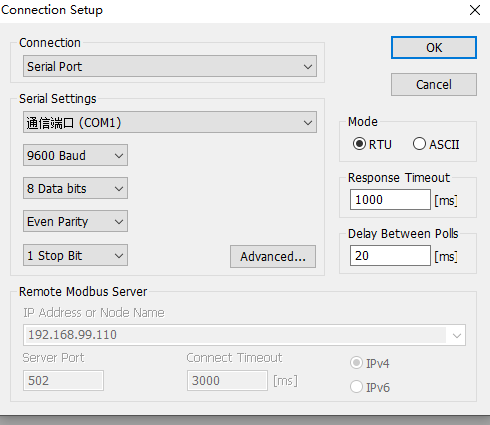 Connection Setup
Connection
OK
Serial Port
Cancel
Serial Settings
通信端口 (COM1)
Mode
RTU
ASCII
9600 Baud
8 Data bits
Response Timeout
1000 [ms]
Even Parity
Delay Between Polls
1 Stop Bit
Advanced...
20 [ms]
Remote Modbus Server
IP Address or Node Name
192.168.99.110
Server Port
Connect Timeout
IPv4
502
3000 [ms]
IPv6